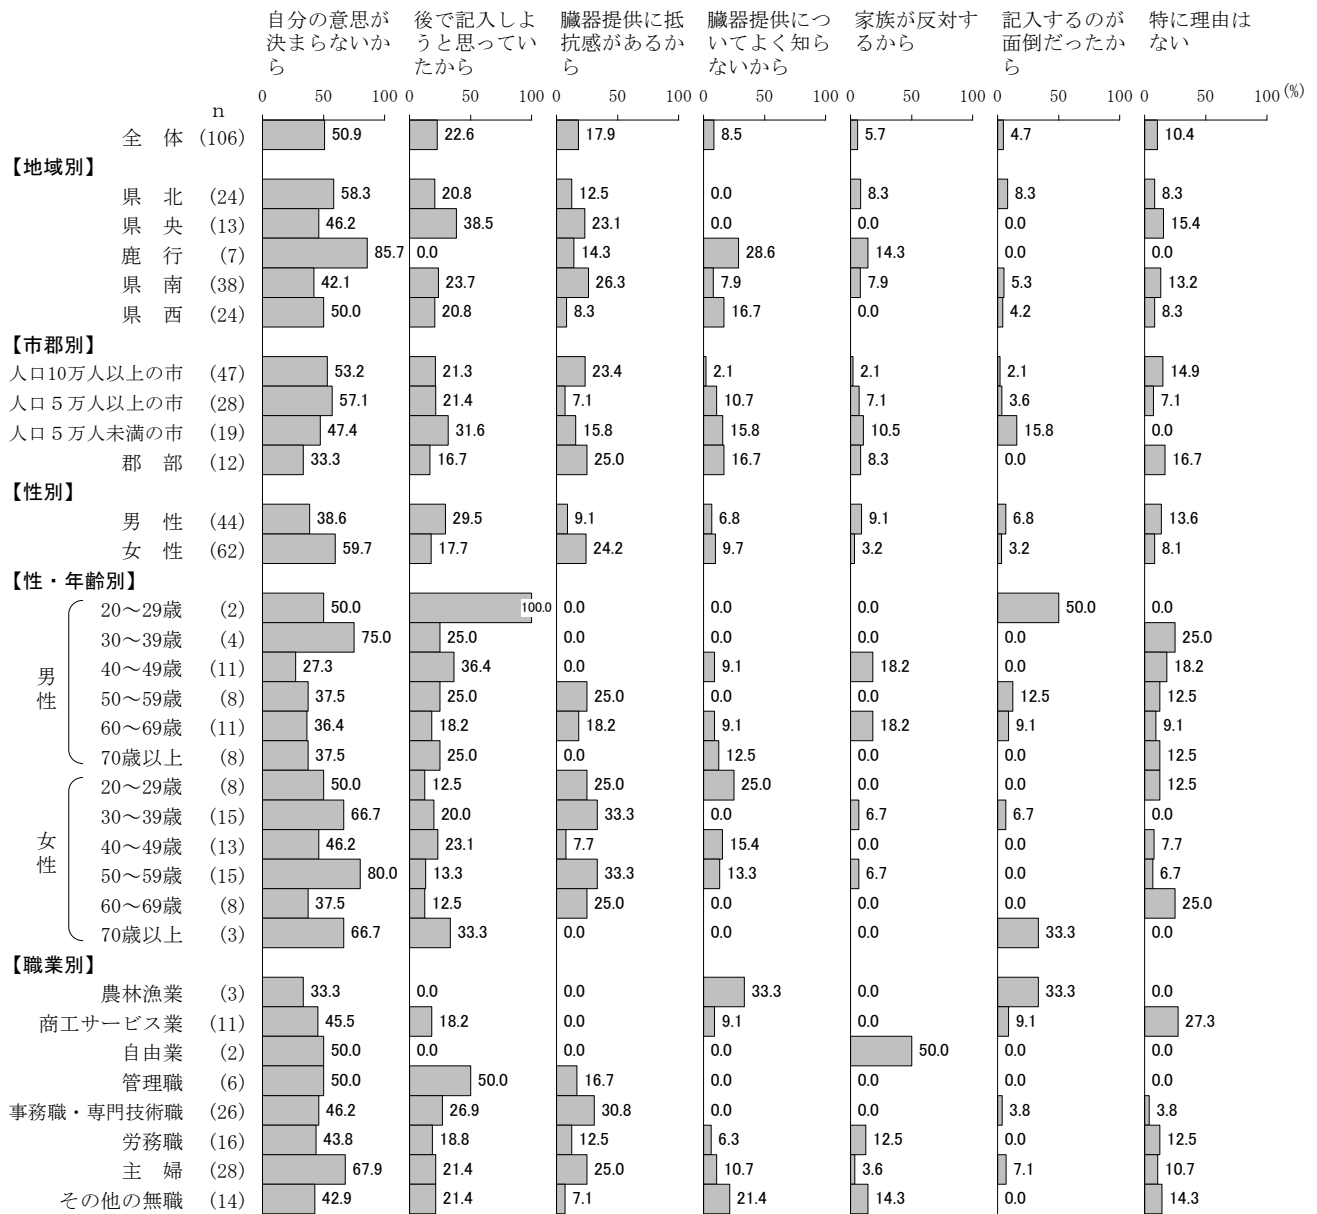 自分の意思が 後で記入しよ 臓器提供に抵 臓器提供につ 家族が反対す 記入するのが 特に理由は
決まらないか うと思ってい 抗感があるか いてよく知ら るから 面倒だったか ない
ら たから ら ないから ら
0 50 100 0 50 100 0 50 100 0 50 100 0 50 100 0 50 100 0 50 100 (%)
n
全 体 (106) 50.9 22.6 17.9 8.5 5.7 4.7 10.4
【地域別】
県 北 (24) 58.3 20.8 12.5 0.0 8.3 8.3 8.3
県 央 (13) 46.2 38.5 23.1 0.0 0.0 0.0 15.4
鹿 行 (7) 85.7 0.0 14.3 28.6 14.3 0.0 0.0
県 南 (38) 42.1 23.7 26.3 7.9 7.9 5.3 13.2
県 西 (24) 50.0 20.8 8.3 16.7 0.0 4.2 8.3
【市郡別】
人口10万人以上の市 (47) 53.2 21.3 23.4 2.1 2.1 2.1 14.9
人口５万人以上の市 (28) 57.1 21.4 7.1 10.7 7.1 3.6 7.1
人口５万人未満の市 (19) 47.4 31.6 15.8 15.8 10.5 15.8 0.0
郡 部 (12) 33.3 16.7 25.0 16.7 8.3 0.0 16.7
【性別】
男 性 (44) 38.6 29.5 9.1 6.8 9.1 6.8 13.6
女 性 (62) 59.7 17.7 24.2 9.7 3.2 3.2 8.1
【性・年齢別】
男性
20～29歳 (2) 50.0 100.0 0.0 0.0 0.0 50.0 0.0
30～39歳 (4) 75.0 25.0 0.0 0.0 0.0 0.0 25.0
40～49歳 (11) 27.3 36.4 0.0 9.1 18.2 0.0 18.2
50～59歳 (8) 37.5 25.0 25.0 0.0 0.0 12.5 12.5
60～69歳 (11) 36.4 18.2 18.2 9.1 18.2 9.1 9.1
70歳以上 (8) 37.5 25.0 0.0 12.5 0.0 0.0 12.5
女性
20～29歳 (8) 50.0 12.5 25.0 25.0 0.0 0.0 12.5
30～39歳 (15) 66.7 20.0 33.3 0.0 6.7 6.7 0.0
40～49歳 (13) 46.2 23.1 7.7 15.4 0.0 0.0 7.7
50～59歳 (15) 80.0 13.3 33.3 13.3 6.7 0.0 6.7
60～69歳 (8) 37.5 12.5 25.0 0.0 0.0 0.0 25.0
70歳以上 (3) 66.7 33.3 0.0 0.0 0.0 33.3 0.0
【職業別】
農林漁業 (3) 33.3 0.0 0.0 33.3 0.0 33.3 0.0
商工サービス業 (11) 45.5 18.2 0.0 9.1 0.0 9.1 27.3
自由業 (2) 50.0 0.0 0.0 0.0 50.0 0.0 0.0
管理職 (6) 50.0 50.0 16.7 0.0 0.0 0.0 0.0
事務職・専門技術職 (26) 46.2 26.9 30.8 0.0 0.0 3.8 3.8
労務職 (16) 43.8 18.8 12.5 6.3 12.5 0.0 12.5
主 婦 (28) 67.9 21.4 25.0 10.7 3.6 7.1 10.7
その他の無職 (14) 42.9 21.4 7.1 21.4 14.3 0.0 14.3